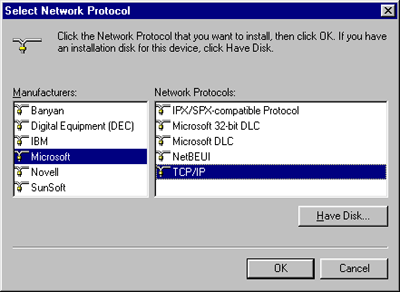 Select Network Protocol
Click the Network Protocol that you want to install, then click OK. If you have
an installation disk for this device, click Have Disk.
Manufacturers:
Banyan
Digital Equipment (DEC)
IBM
Microsoft
Novell
SunSoft
Network Protocols:
IPX/SPX-compatible Protocol
Microsoft 32-bit DLC
Microsoft DLC
NetBEUI
TCP/IP
Have Disk...
OK
Cancel